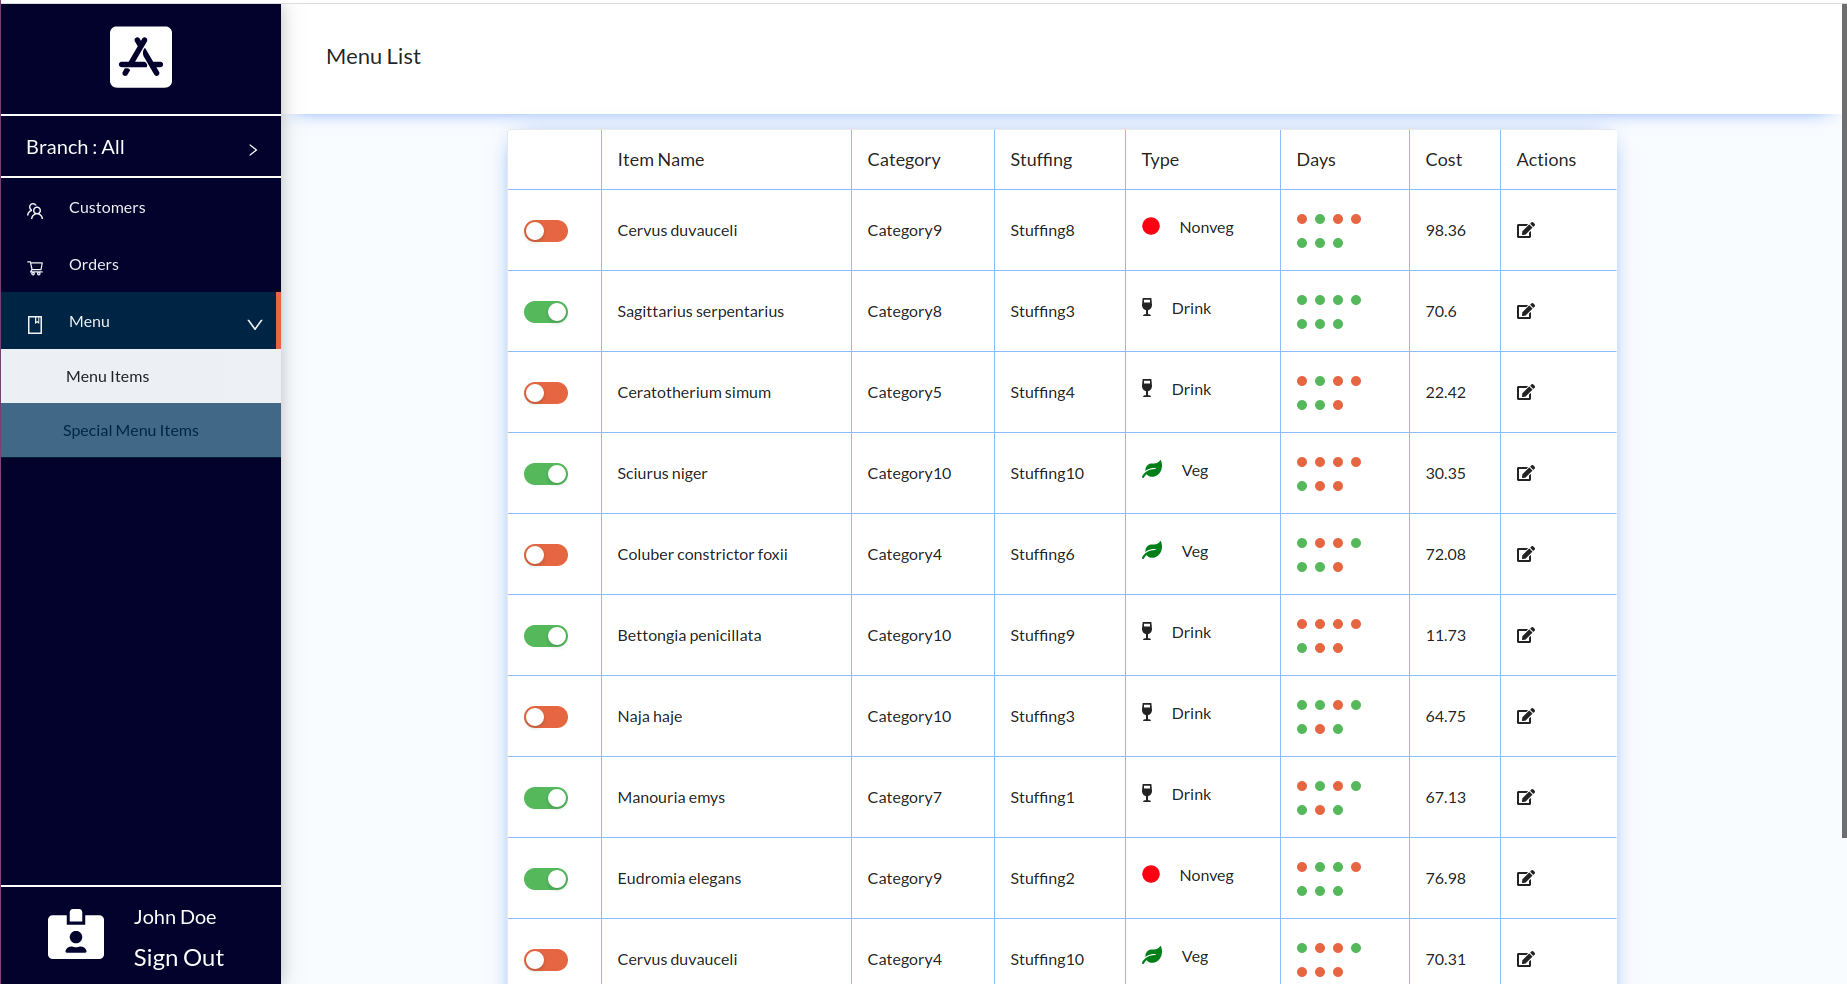 Menu List
Branch : All
Customers
Orders
Menu
Menu Items
Special Menu Items
John Doe
Sign Out
Item Name Category Stuffing Type Days Cost Actions
Cervus duvauceli Category9 Stuffing8 Nonveg 98.36
Sagittarius serpentarius Category8 Stuffing3 Drink 70.6
Ceratotherium simum Category5 Stuffing4 Drink 22.42
Sciurus niger Category10 Stuffing10 Veg 30.35
Coluber constrictor foxii Category4 Stuffing6 Veg 72.08
Bettongia penicillata Category10 Stuffing9 Drink 11.73
Naja haje Category10 Stuffing3 Drink 64.75
Manouria emys Category7 Stuffing1 Drink 67.13
Eudromia elegans Category9 Stuffing2 Nonveg 76.98
Cervus duvauceli Category4 Stuffing10 Veg 70.31